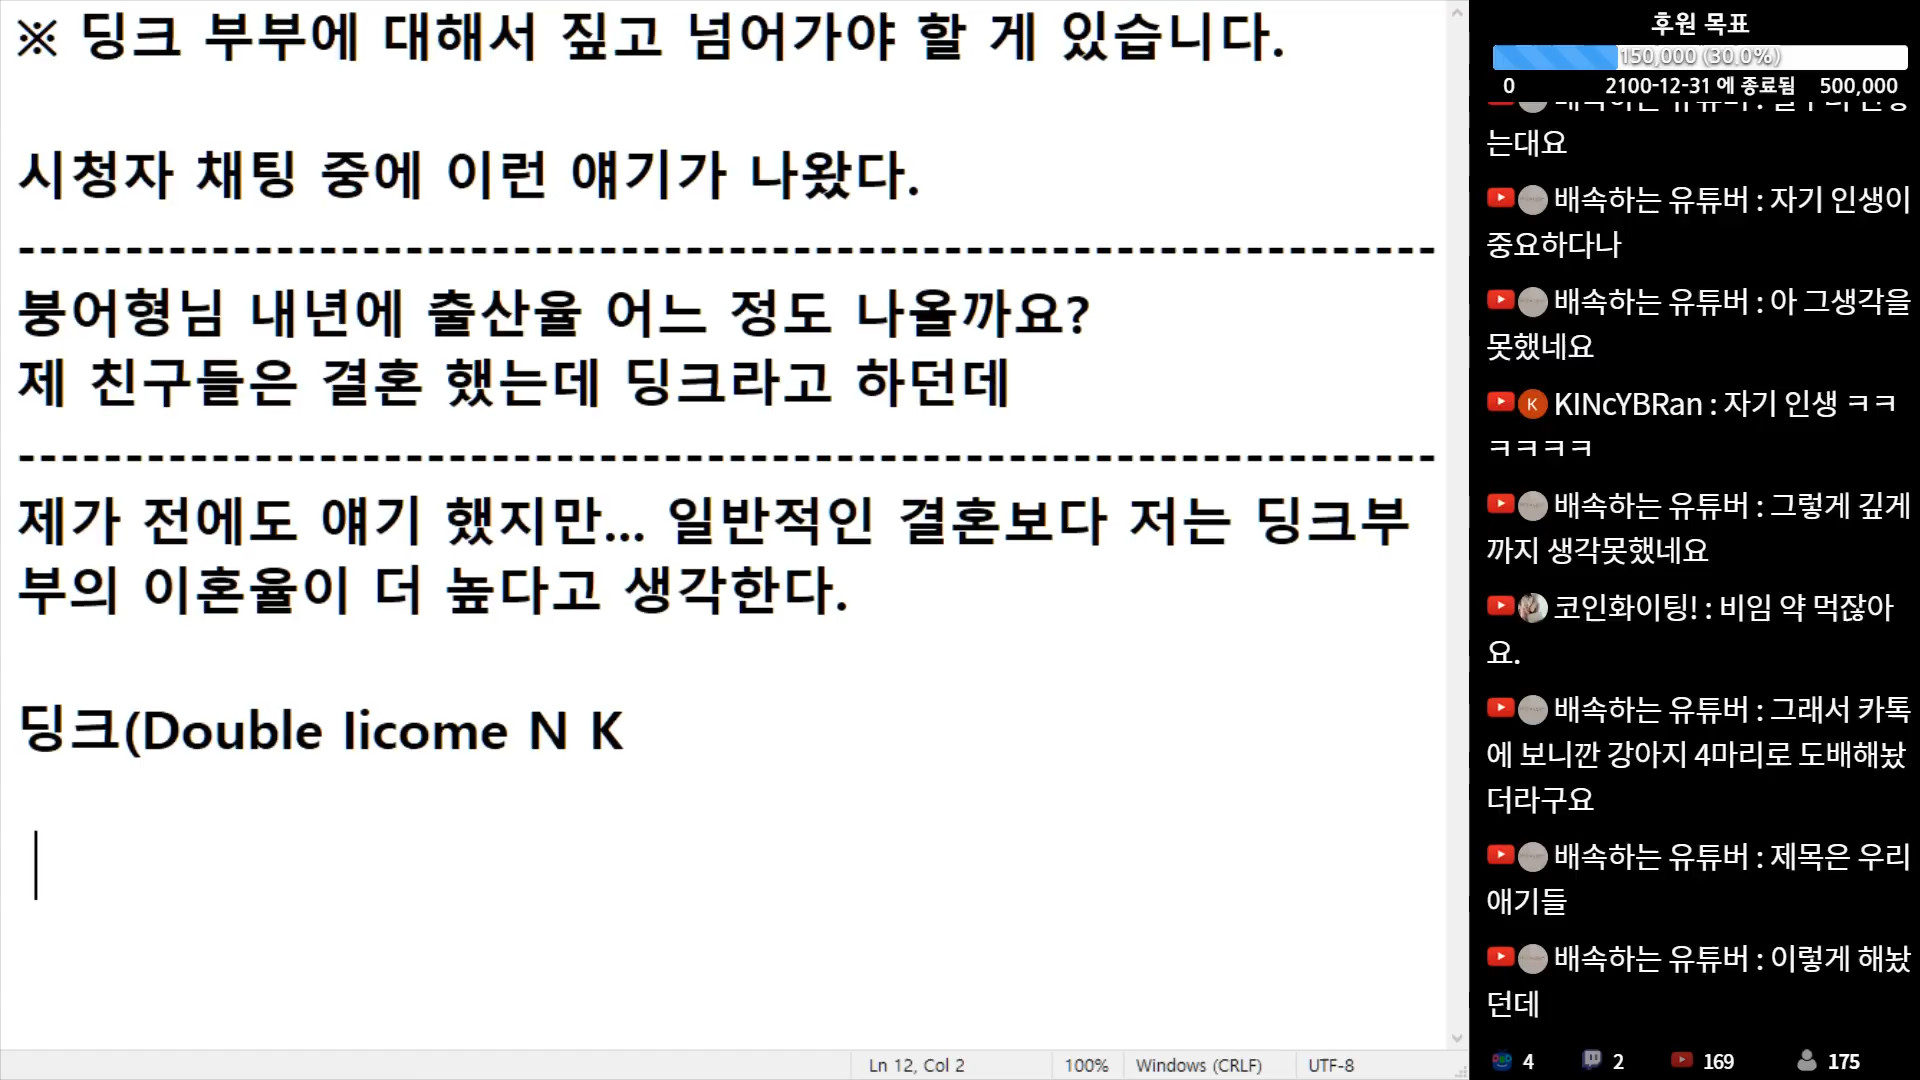 ※ 딩크 부부에 대해서 짚고 넘어가야 할 게 있습니다.
시청자 채팅 중에 이런 얘기가 나왔다.
------------------------------------------------------------------
붕어형님 내년에 출산율 어느 정도 나올까요?
제 친구들은 결혼 했는데 딩크라고 하던데
------------------------------------------------------------------
제가 전에도 얘기 했지만... 일반적인 결혼보다 저는 딩크부
부의 이혼율이 더 높다고 생각한다.
딩크(Double Iicome N K
Ln 12, Col 2
100%
Windows (CRLF)
UTF-8
후원 목표
150,000 (30.0%)
0 2100-12-31 에 종료됨 500,000
는대요
배속하는 유튜버 : 자기 인생이
중요하다나
배속하는 유튜버 : 아 그생각을
못했네요
K KINcYBRan : 자기 인생 ㅋㅋ
ㅋㅋㅋㅋ
배속하는 유튜버 : 그렇게 깊게
까지 생각못했네요
코인화이팅! : 비임 약 먹잖아
요.
배속하는 유튜버 : 그래서 카톡
에 보니깐 강아지 4마리로 도배해놨
더라구요
배속하는 유튜버 : 제목은 우리
애기들
배속하는 유튜버 : 이렇게 해놨
던데
4 2 169 175